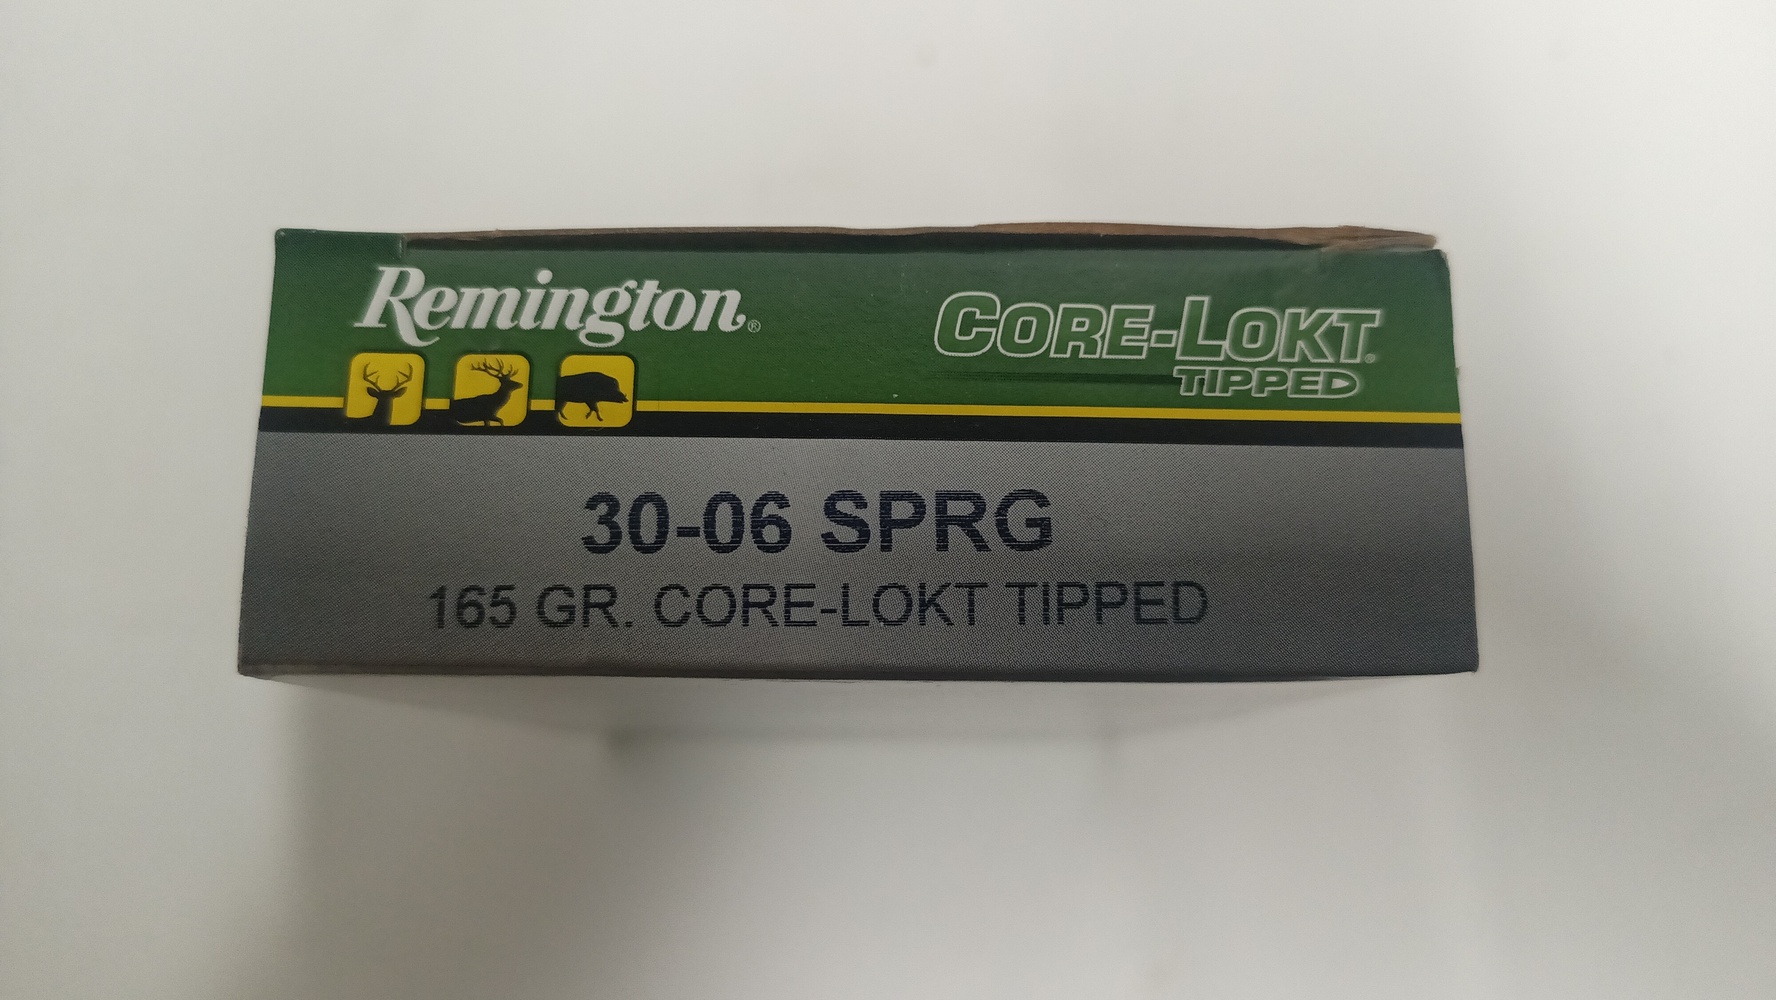 Remington®
CORE-LOKT®
TIPPED
30-06 SPRG
165 GR. CORE-LOKT TIPPED